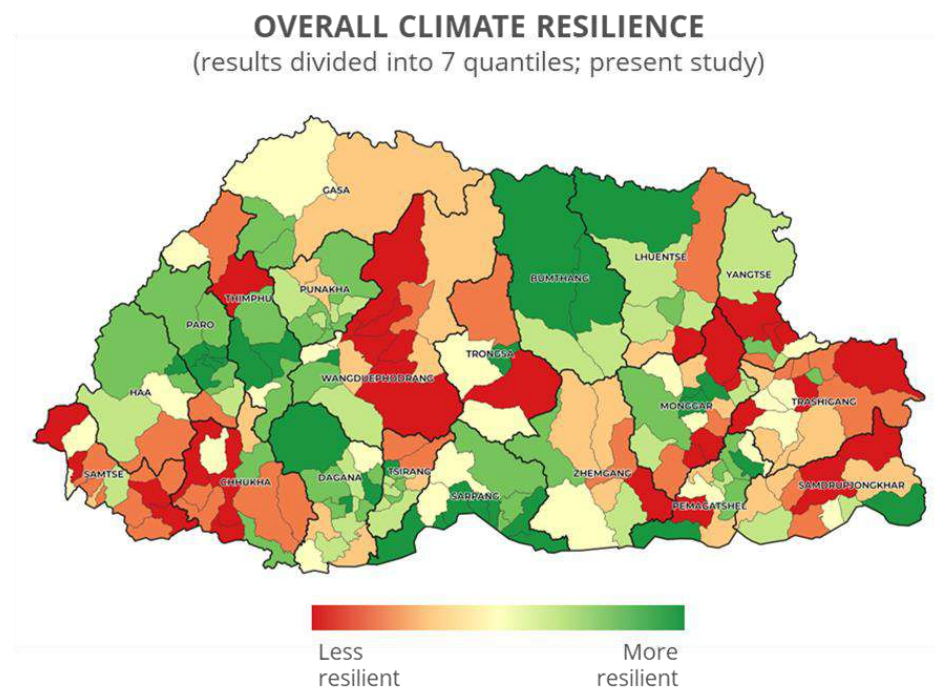 OVERALL CLIMATE RESILIENCE
(results divided into 7 quantiles; present study)
GASA
BUMTHANG
LHUENTSE
YANGTSE
PUNAKHA
THIMPHU
PARO
TRONGSA
WANGDUEPHODRANG
HAA
MONGGAR
TRASHIGANG
SAMTSE
CHHUKHA
DAGANA
TSIRANG
ZHEMGANG
SAMDRUPJONGKHAR
SARPANG
PEMAGATSHEL
Less
resilient
More
resilient